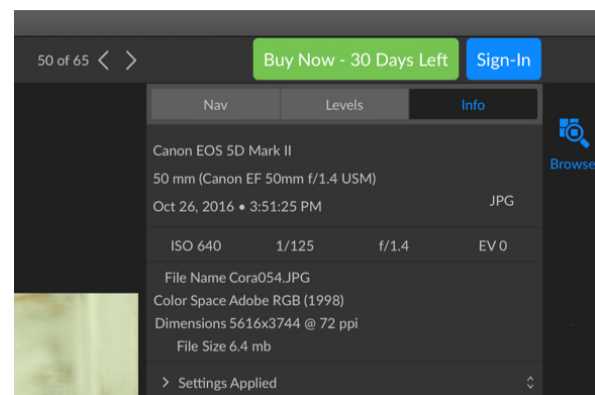 50 of 65
Buy Now - 30 Days Left
Sign-In
Nav
Levels
Info
Browse
Canon EOS 5D Mark II
50 mm (Canon EF 50mm f/1.4 USM)
Oct 26, 2016 • 3:51:25 PM
JPG
ISO 640
1/125
f/1.4
EV 0
File Name Cora054.JPG
Color Space Adobe RGB (1998)
Dimensions 5616x3744 @ 72 ppi
File Size 6.4 mb
Settings Applied